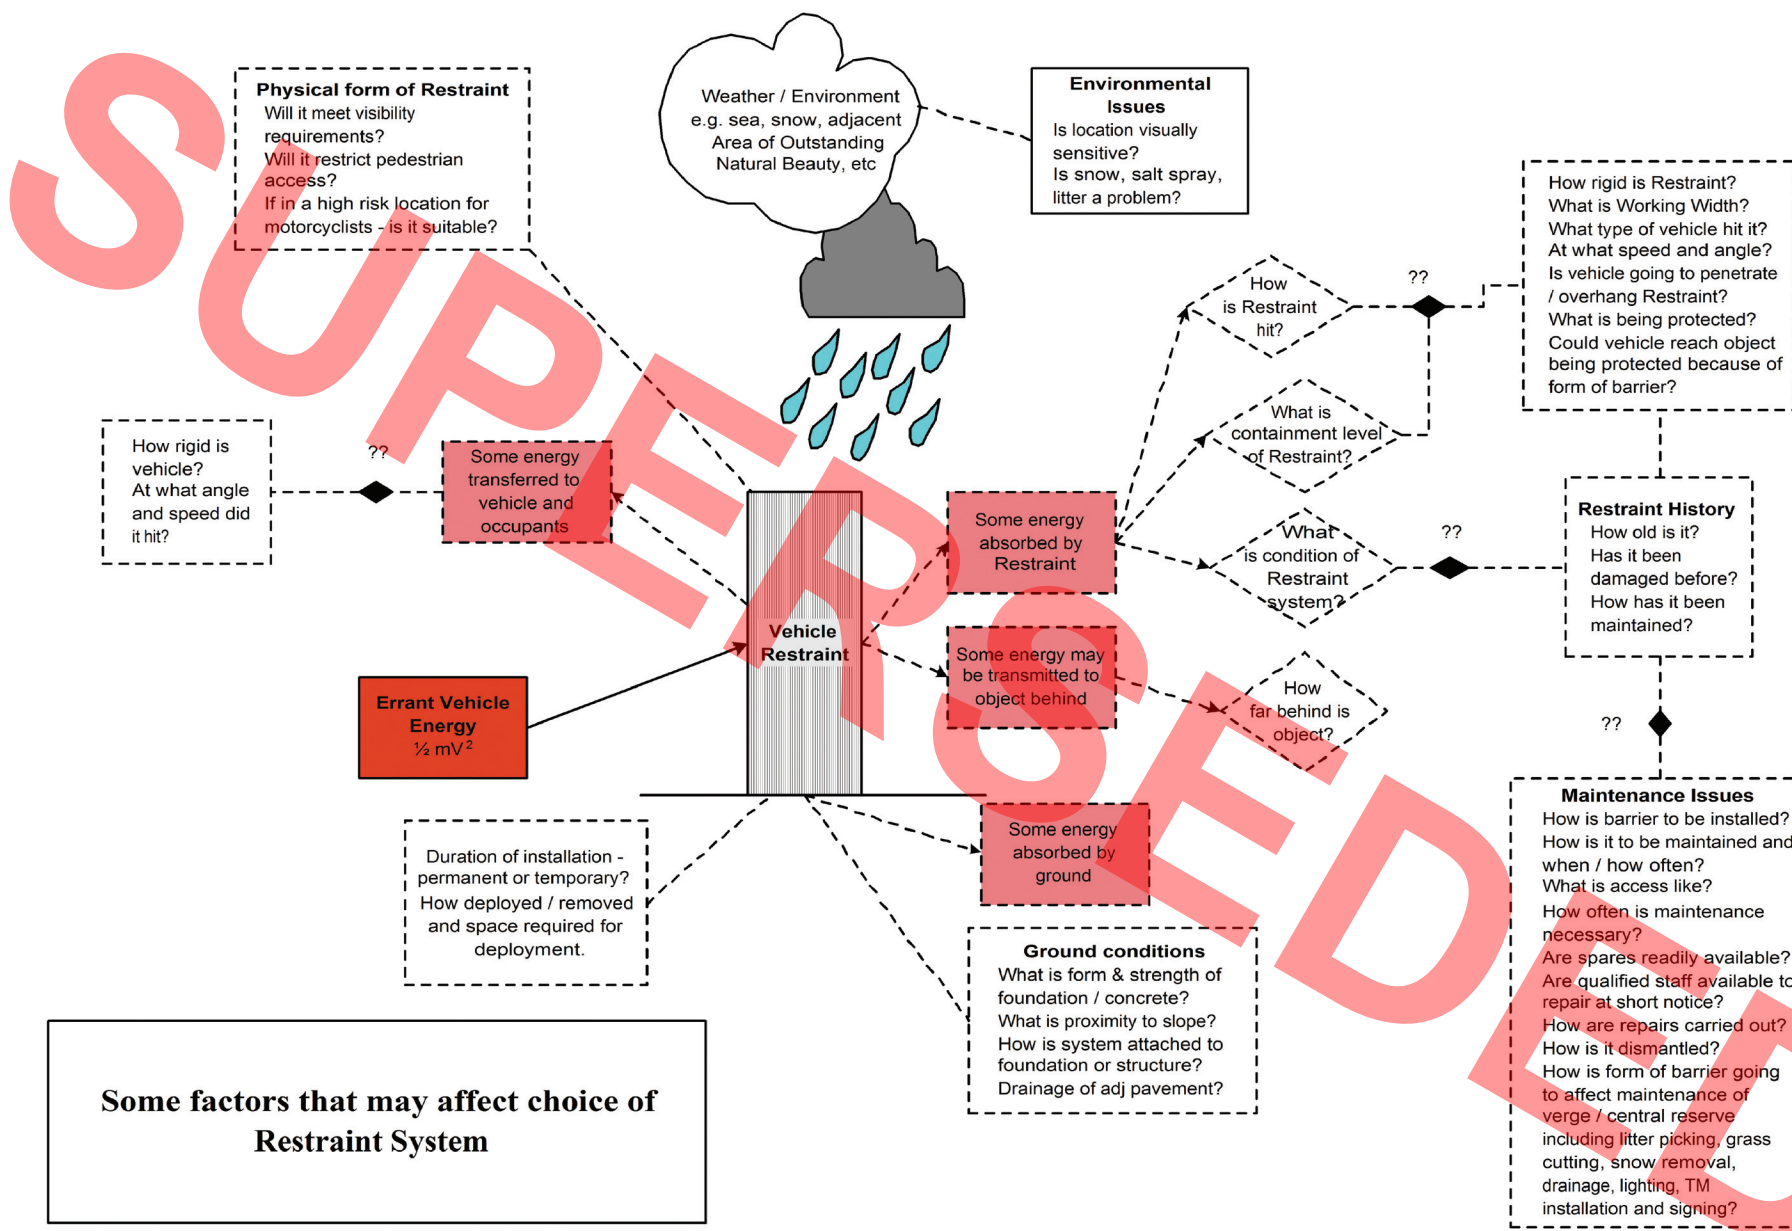 Physical form of Restraint
Will it meet visibility
requirements?
Will it restrict pedestrian
access?
If in a high risk location for
motorcyclists - is it suitable?
Weather / Environment
e.g. sea, snow, adjacent
Area of Outstanding
Natural Beauty, etc
Environmental
Issues
Is location visually
sensitive?
Is snow, salt spray,
litter a problem?
How rigid is Restraint?
What is Working Width?
What type of vehicle hit it?
At what speed and angle?
Is vehicle going to penetrate
/ overhang Restraint?
What is being protected?
Could vehicle reach object
being protected because of
form of barrier?
How
is Restraint
hit?
??
What is
containment level
of Restraint?
How rigid is
vehicle?
At what angle
and speed did
it hit?
??
Some energy
transferred to
vehicle and
occupants
Some energy
absorbed by
Restraint
What
is condition of
Restraint
system?
??
Restraint History
How old is it?
Has it been
damaged before?
How has it been
maintained?
Vehicle
Restraint
Some energy may
be transmitted to
object behind
How
far behind is
object?
Errant Vehicle
Energy
½ mV²
??
Some energy
absorbed by
ground
Duration of installation -
permanent or temporary?
How deployed / removed
and space required for
deployment.
Ground conditions
What is form & strength of
foundation / concrete?
What is proximity to slope?
How is system attached to
foundation or structure?
Drainage of adj pavement?
Maintenance Issues
How is barrier to be installed?
How is it to be maintained and
when / how often?
What is access like?
How often is maintenance
necessary?
Are spares readily available?
Are qualified staff available to
repair at short notice?
How are repairs carried out?
How is it dismantled?
How is form of barrier going
to affect maintenance of
verge / central reserve
including litter picking, grass
cutting, snow removal,
drainage, lighting, TM
installation and signing?
Some factors that may affect choice of
Restraint System
SUPERSEDED